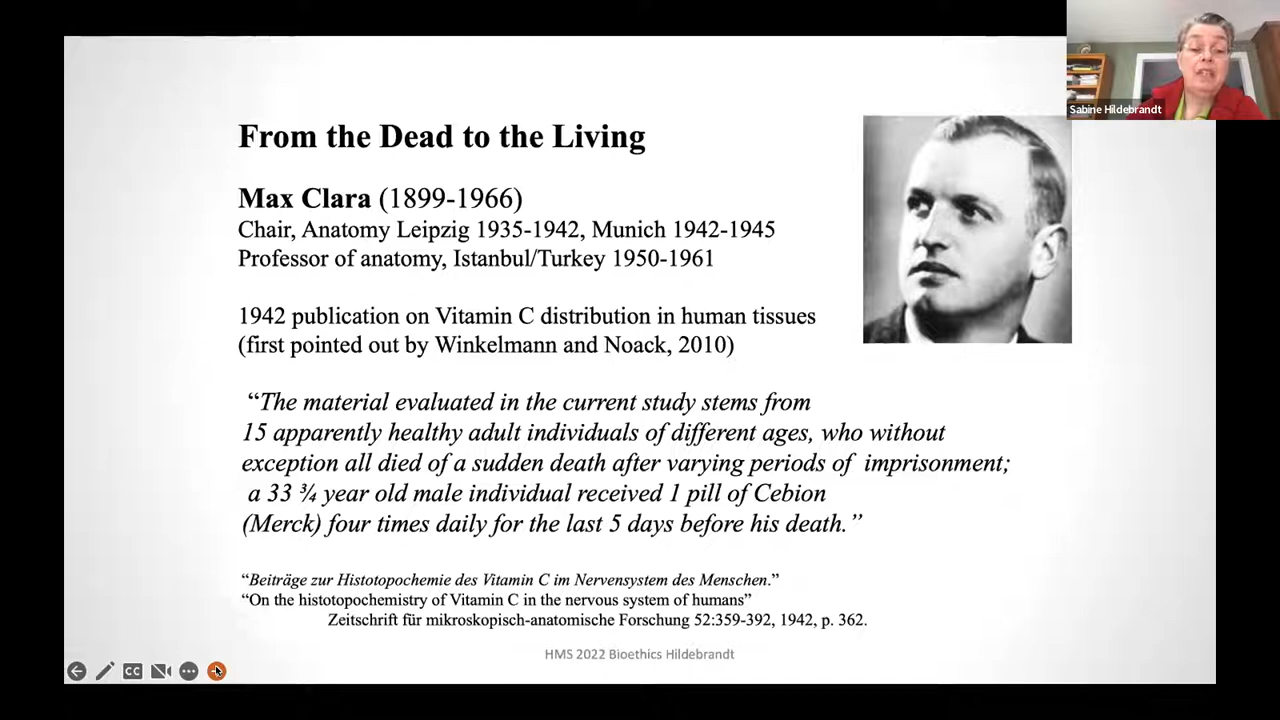 Sabine Hildebrandt
From the Dead to the Living
Max Clara (1899-1966)
Chair, Anatomy Leipzig 1935-1942, Munich 1942-1945
Professor of anatomy, Istanbul/Turkey 1950-1961
1942 publication on Vitamin C distribution in human tissues
(first pointed out by Winkelmann and Noack, 2010)
“The material evaluated in the current study stems from
15 apparently healthy adult individuals of different ages, who without
exception all died of a sudden death after varying periods of imprisonment;
a 33 ¾ year old male individual received 1 pill of Cebion
(Merck) four times daily for the last 5 days before his death.”
“Beiträge zur Histotopochemie des Vitamin C im Nervensystem des Menschen.”
“On the histotopochemistry of Vitamin C in the nervous system of humans”
Zeitschrift für mikroskopisch-anatomische Forschung 52:359-392, 1942, p. 362.
HMS 2022 Bioethics Hildebrandt
CC